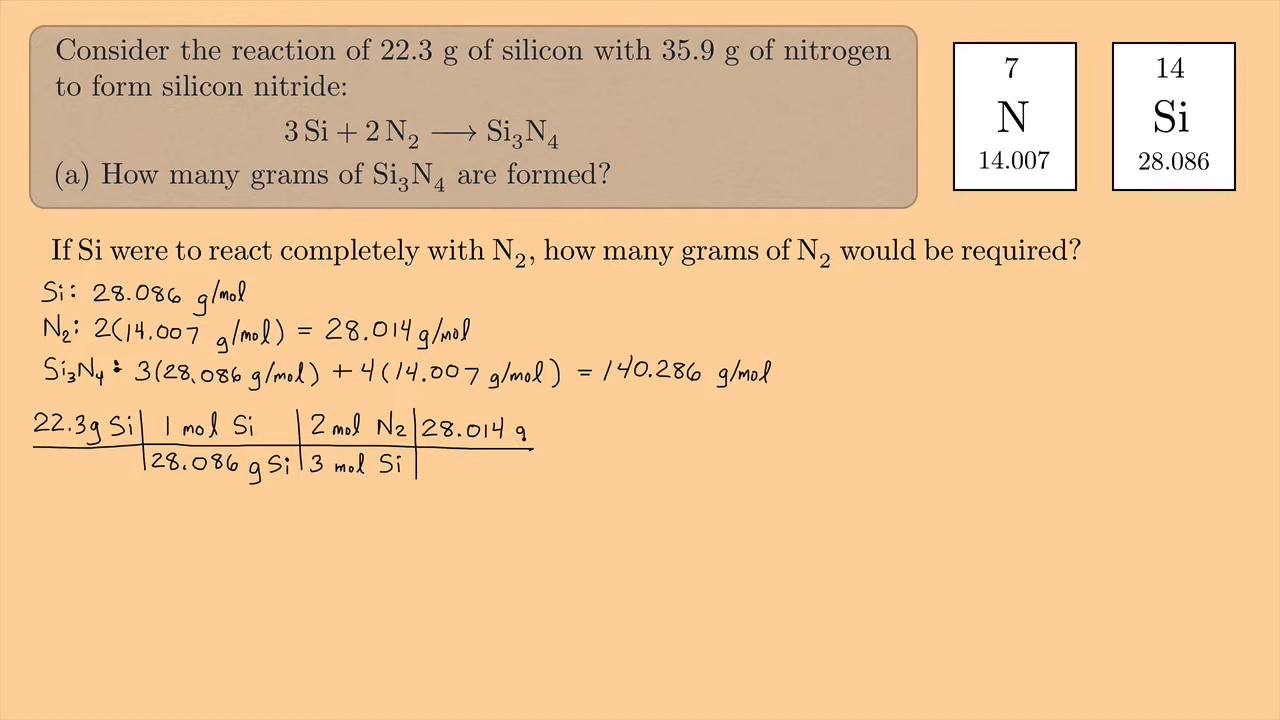 Consider the reaction of 22.3 g of silicon with 35.9 g of nitrogen
to form silicon nitride:
3 Si + 2 N₂ ⟶ Si₃N₄
(a) How many grams of Si₃N₄ are formed?
7
N
14.007
14
Si
28.086
If Si were to react completely with N₂, how many grams of N₂ would be required?
Si: 28.086 g/mol
N₂: 2(14.007 g/mol) = 28.014 g/mol
Si₃N₄: 3(28.086 g/mol) + 4(14.007 g/mol) = 140.286 g/mol
22.3g Si | 1 mol Si | 2 mol N₂ | 28.014 g
28.086 g Si | 3 mol Si |